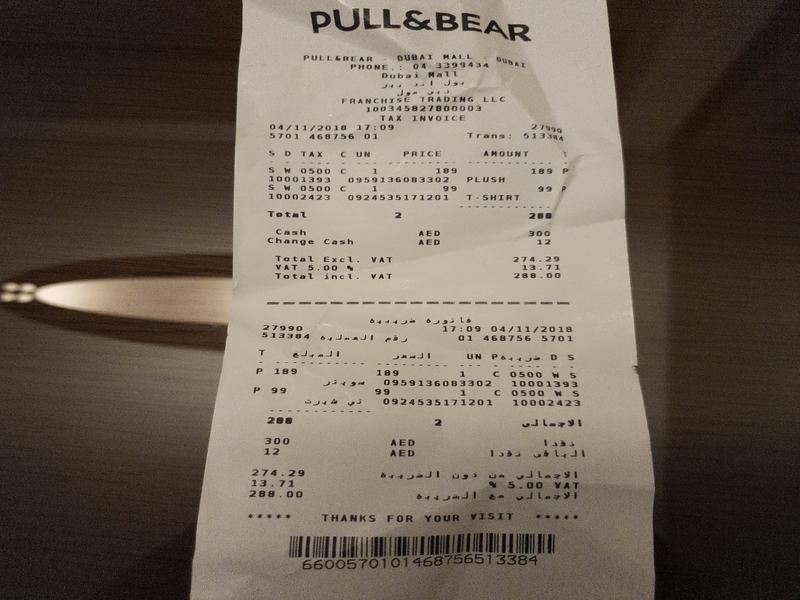 PULL&BEAR
PULL&BEAR - DUBAI MALL - DUBAI
PHONE.: 04 3399434
Dubai Mall
بول اند بير
دبي مول
FRANCHISE TRADING LLC
100345827800003
TAX INVOICE
04/11/2018 17:09 27990
5701 468756 01 Trans: 513384
S D TAX C UN PRICE AMOUNT T
S W 0500 C 1 189 189 P
10001393 0959136083302 PLUSH
S W 0500 C 1 99 99 P
10002423 0924535171201 T-SHIRT
Total 2 288
Cash AED 300
Change Cash AED 12
Total Excl. VAT 274.29
VAT 5.00 % 13.71
Total incl. VAT 288.00
فاتورة ضريبية
27990 17:09 04/11/2018
513384 رقم العملية 01 468756 5701
T المبلغ السعر UN ضريبةP D S
P 189 189 1 C 0500 W S
سويتر 0959136083302 10001393
P 99 99 1 C 0500 W S
تي شيرت 0924535171201 10002423
288 2 الاجمالي
300 AED نقدا
12 AED الباقي نقدا
274.29 الاجمالي من دون الضريبة
13.71 % 5.00 VAT
288.00 الاجمالي مع الضريبة
***** THANKS FOR YOUR VISIT *****
66005701014687565​13384